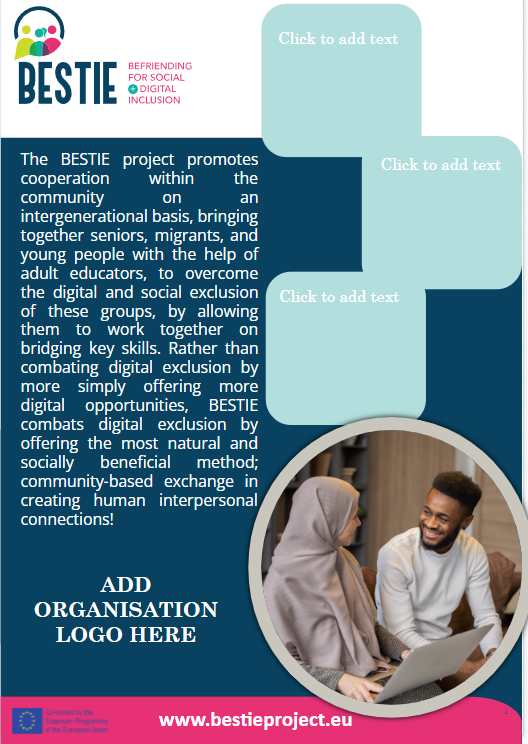 BESTIE
BEFRIENDING
FOR SOCIAL
+ DIGITAL
INCLUSION
Click to add text
Click to add text
Click to add text
The BESTIE project promotes
cooperation within the
community on an
intergenerational basis, bringing
together seniors, migrants, and
young people with the help of
adult educators, to overcome
the digital and social exclusion
of these groups, by allowing
them to work together on
bridging key skills. Rather than
combating digital exclusion by
more simply offering more
digital opportunities, BESTIE
combats digital exclusion by
offering the most natural and
socially beneficial method;
community-based exchange in
creating human interpersonal
connections!
ADD
ORGANISATION
LOGO HERE
Co-funded by the
Erasmus+ Programme
of the European Union
www.bestieproject.eu
2